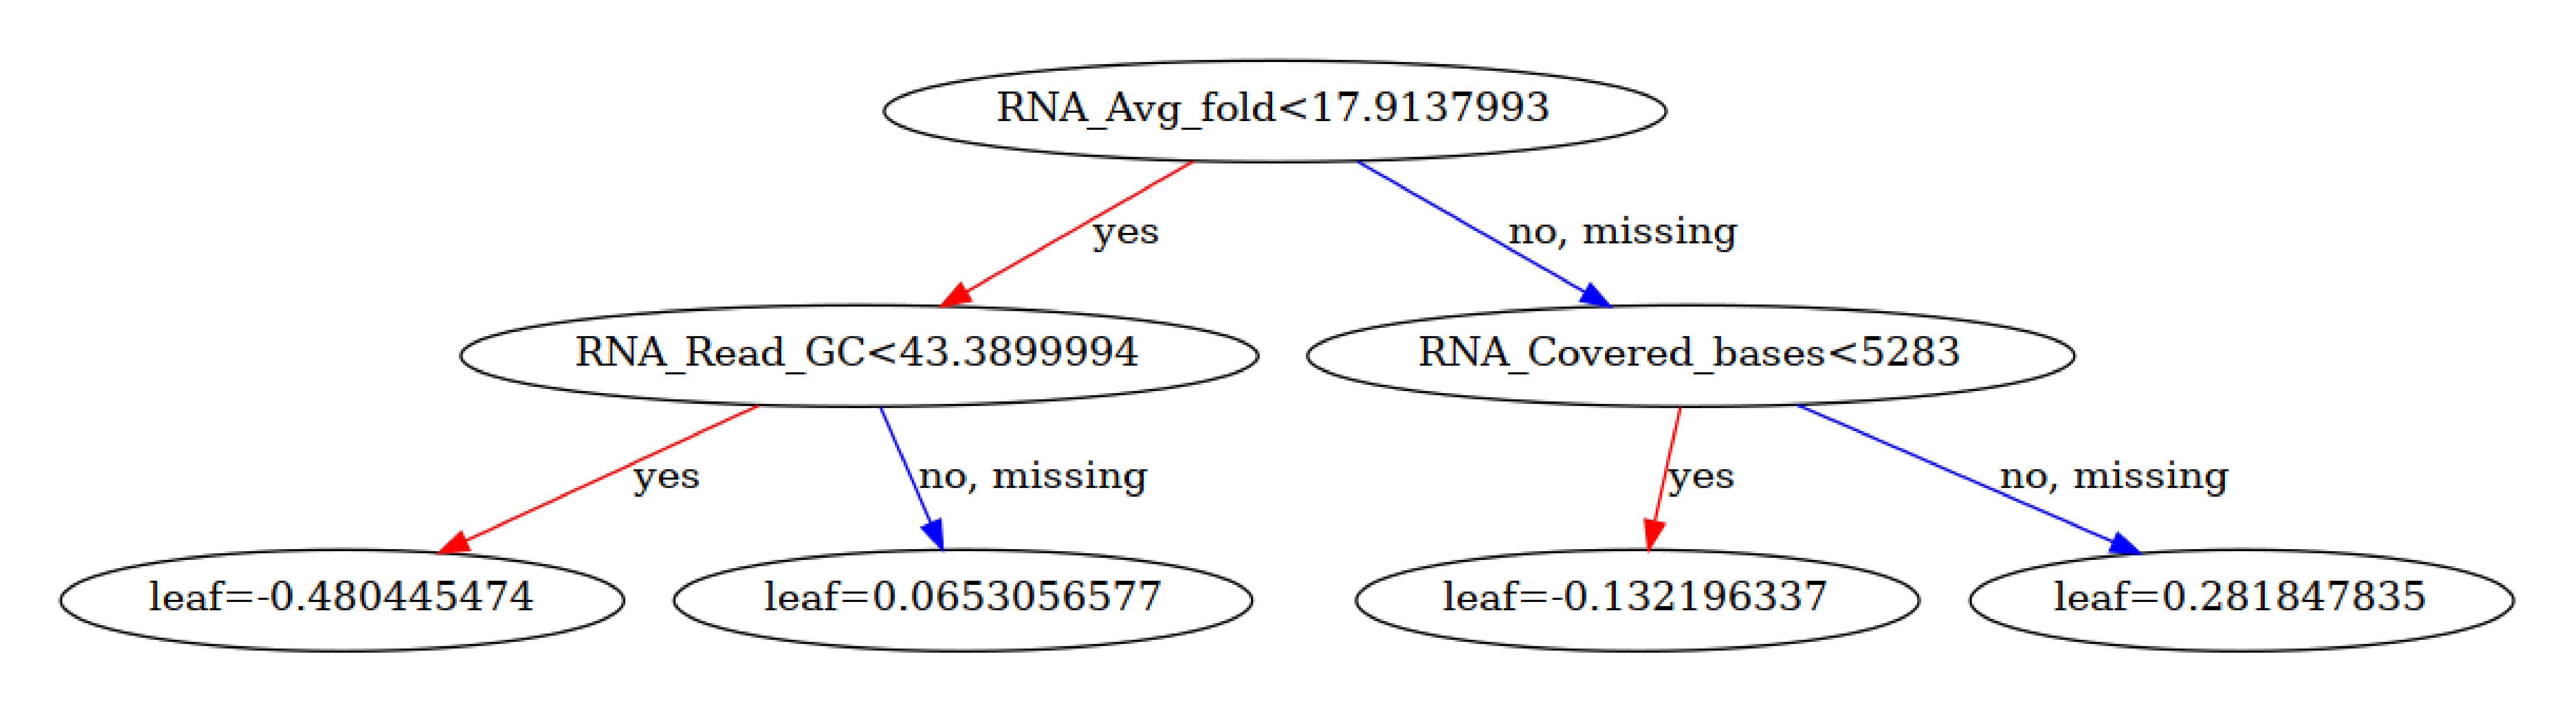 RNA_Avg_fold<17.9137993
yes
no, missing
RNA_Read_GC<43.3899994
RNA_Covered_bases<5283
yes
no, missing
yes
no, missing
leaf=-0.480445474
leaf=0.0653056577
leaf=-0.132196337
leaf=0.281847835